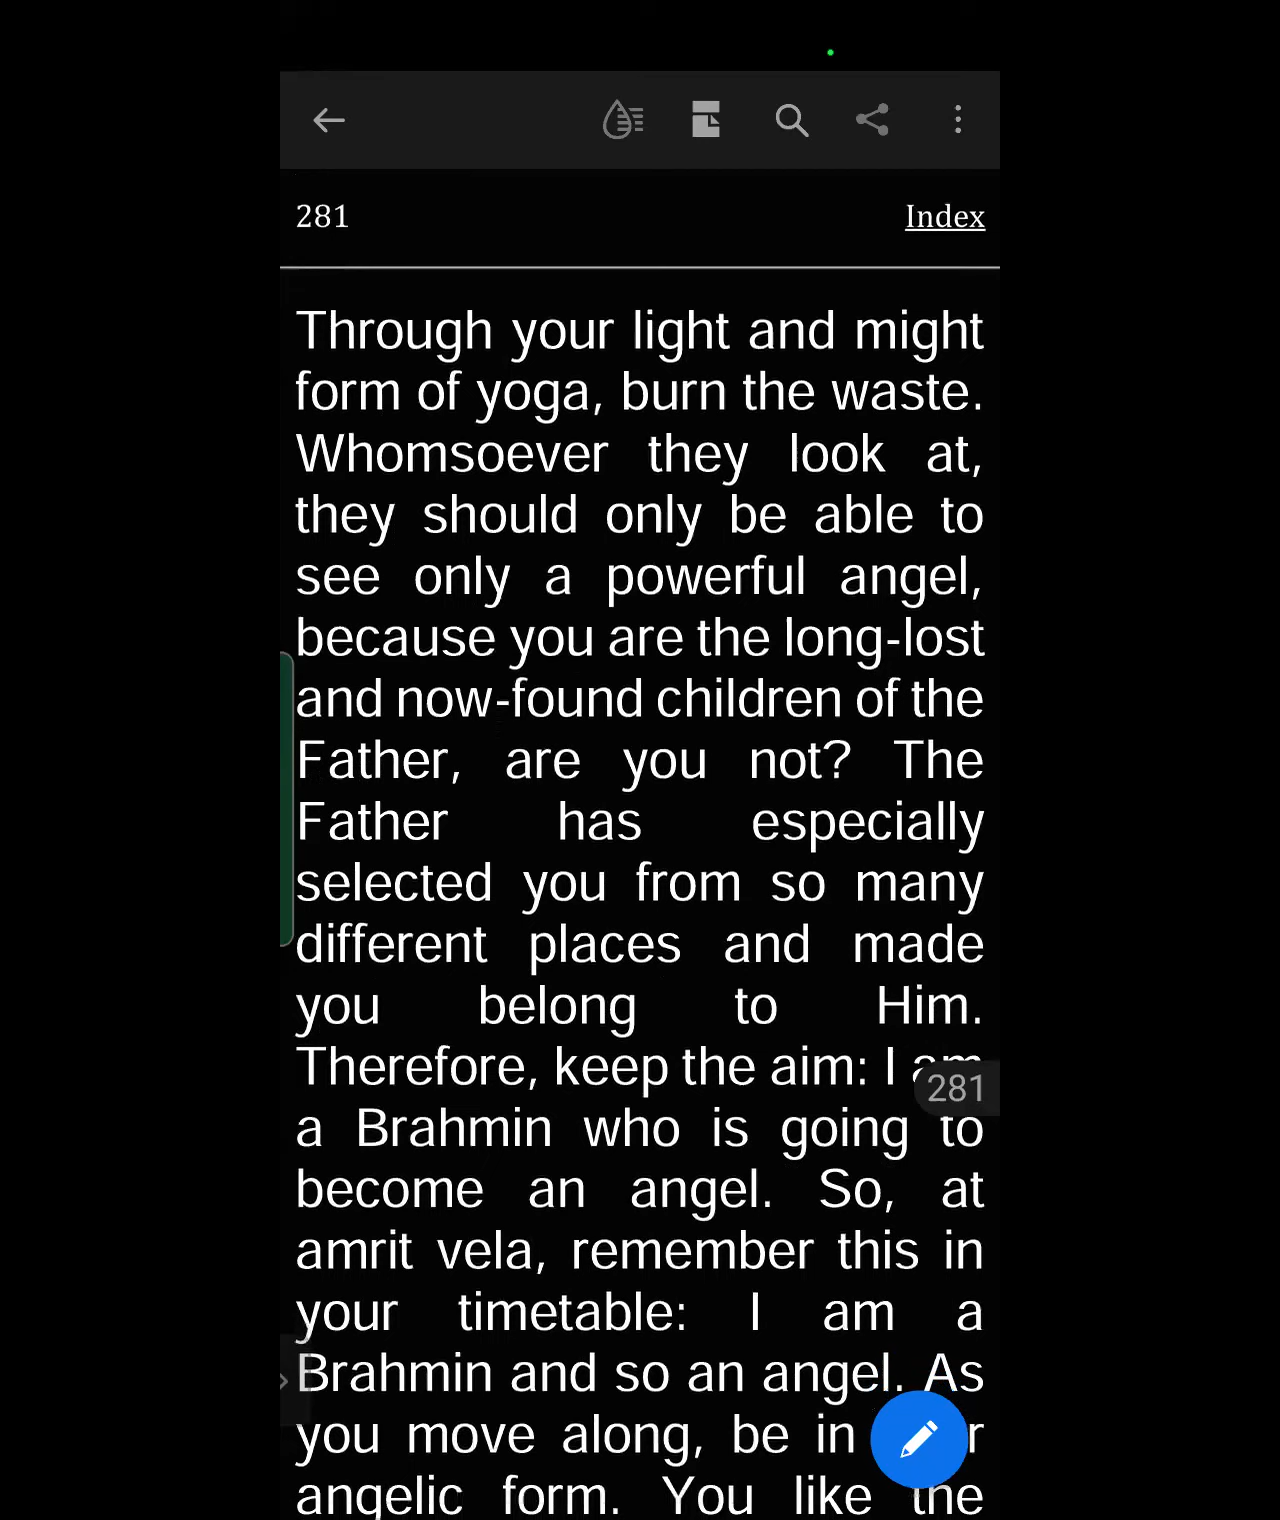 281
Index
Through your light and might
form of yoga, burn the waste.
Whomsoever they look at,
they should only be able to
see only a powerful angel,
because you are the long-lost
and now-found children of the
Father, are you not? The
Father has especially
selected you from so many
different places and made
you belong to Him.
Therefore, keep the aim: I am
281
a Brahmin who is going to
become an angel. So, at
amrit vela, remember this in
your timetable: I am a
Brahmin and so an angel. As
you move along, be in
angelic form. You like the